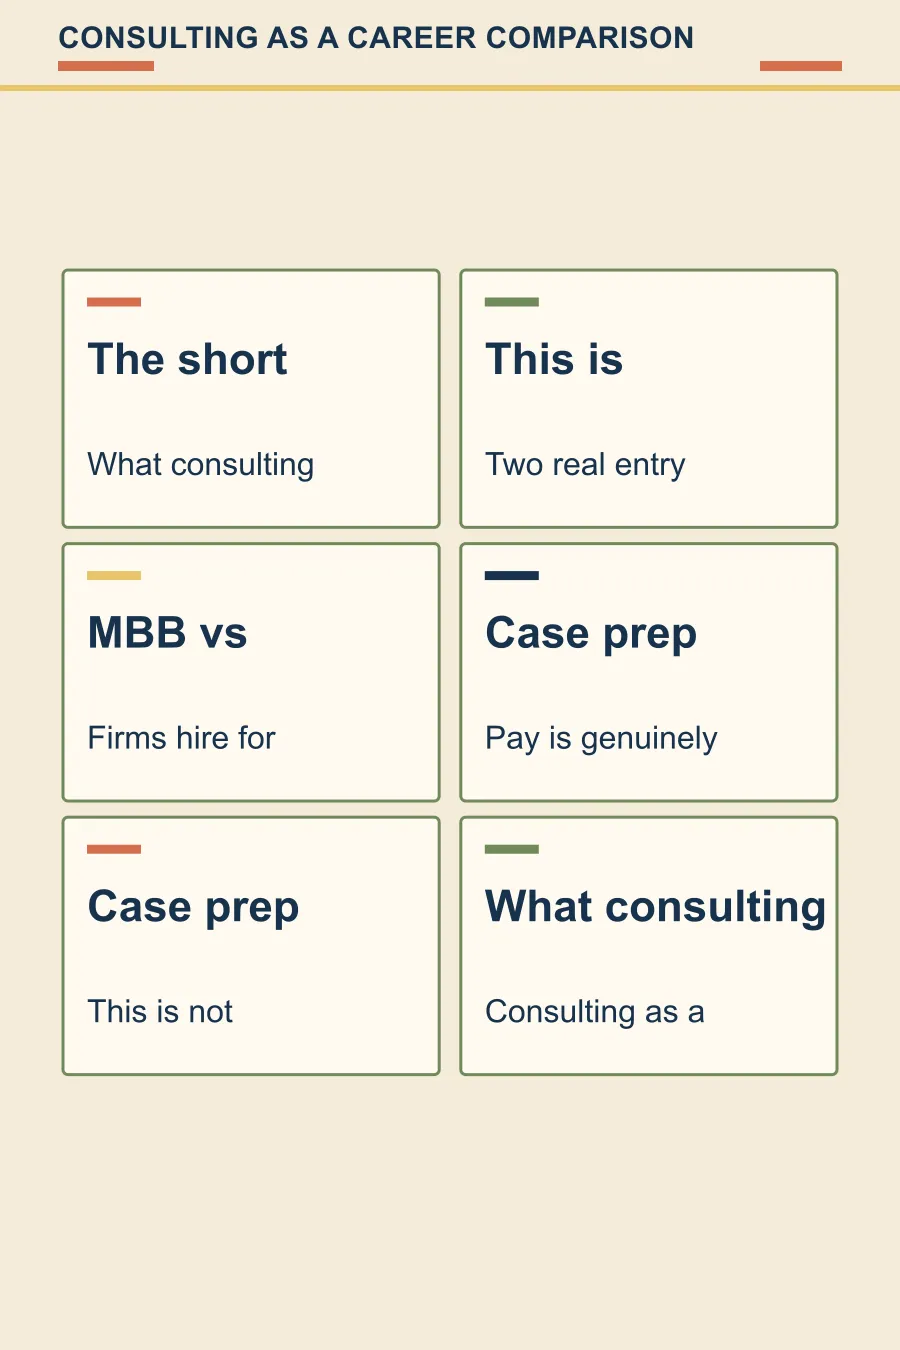 CONSULTING AS A CAREER COMPARISON
The short
What consulting
This is
Two real entry
MBB vs
Firms hire for
Case prep
Pay is genuinely
Case prep
This is not
What consulting
Consulting as a